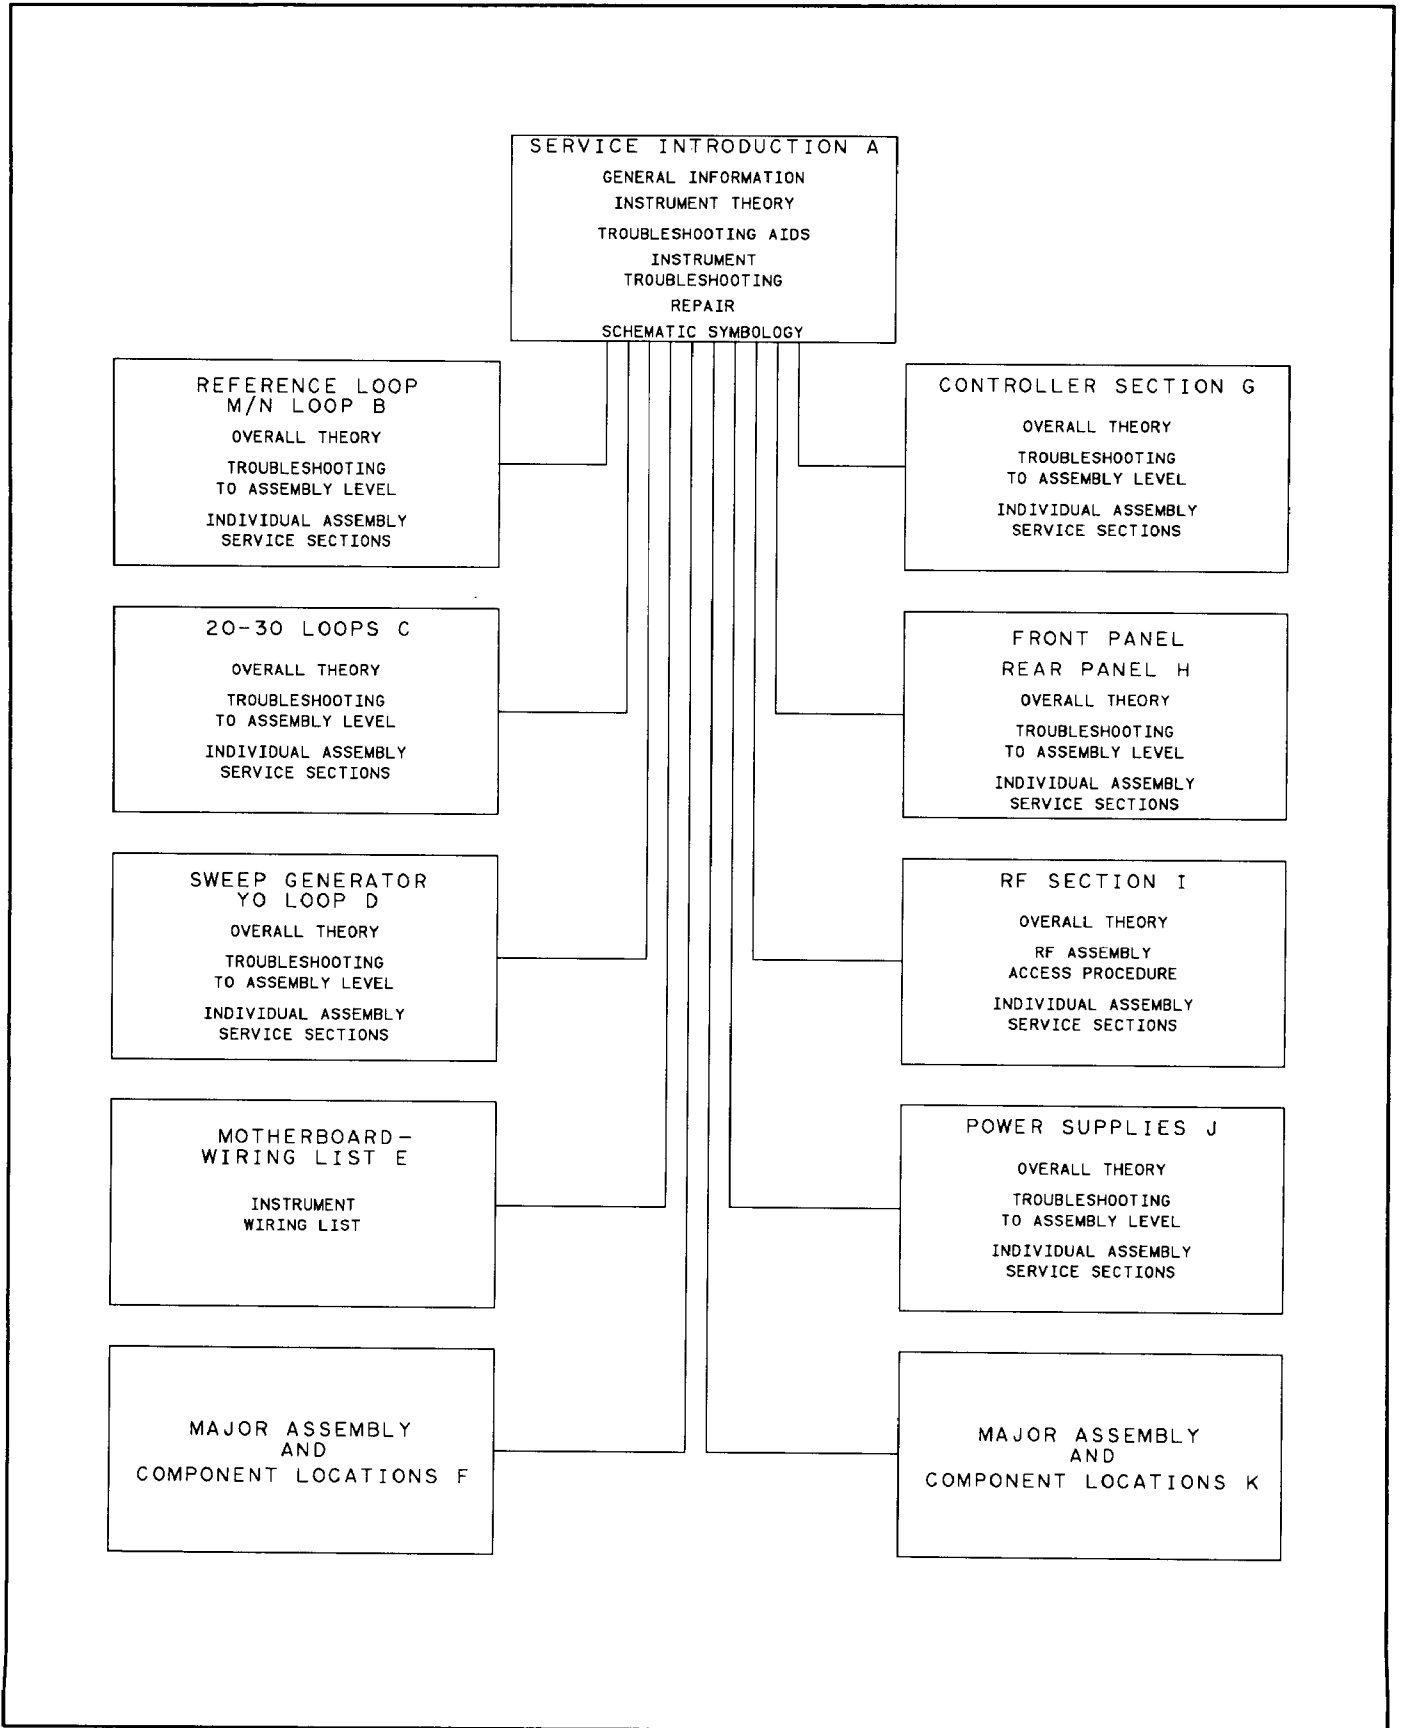 SERVICE INTRODUCTION A
GENERAL INFORMATION
INSTRUMENT THEORY
TROUBLESHOOTING AIDS
INSTRUMENT
TROUBLESHOOTING
REPAIR
SCHEMATIC SYMBOLOGY
REFERENCE LOOP
M/N LOOP B
OVERALL THEORY
TROUBLESHOOTING
TO ASSEMBLY LEVEL
INDIVIDUAL ASSEMBLY
SERVICE SECTIONS
20-30 LOOPS C
OVERALL THEORY
TROUBLESHOOTING
TO ASSEMBLY LEVEL
INDIVIDUAL ASSEMBLY
SERVICE SECTIONS
SWEEP GENERATOR
YO LOOP D
OVERALL THEORY
TROUBLESHOOTING
TO ASSEMBLY LEVEL
INDIVIDUAL ASSEMBLY
SERVICE SECTIONS
MOTHERBOARD-
WIRING LIST E
INSTRUMENT
WIRING LIST
MAJOR ASSEMBLY
AND
COMPONENT LOCATIONS F
CONTROLLER SECTION G
OVERALL THEORY
TROUBLESHOOTING
TO ASSEMBLY LEVEL
INDIVIDUAL ASSEMBLY
SERVICE SECTIONS
FRONT PANEL
REAR PANEL H
OVERALL THEORY
TROUBLESHOOTING
TO ASSEMBLY LEVEL
INDIVIDUAL ASSEMBLY
SERVICE SECTIONS
RF SECTION I
OVERALL THEORY
RF ASSEMBLY
ACCESS PROCEDURE
INDIVIDUAL ASSEMBLY
SERVICE SECTIONS
POWER SUPPLIES J
OVERALL THEORY
TROUBLESHOOTING
TO ASSEMBLY LEVEL
INDIVIDUAL ASSEMBLY
SERVICE SECTIONS
MAJOR ASSEMBLY
AND
COMPONENT LOCATIONS K